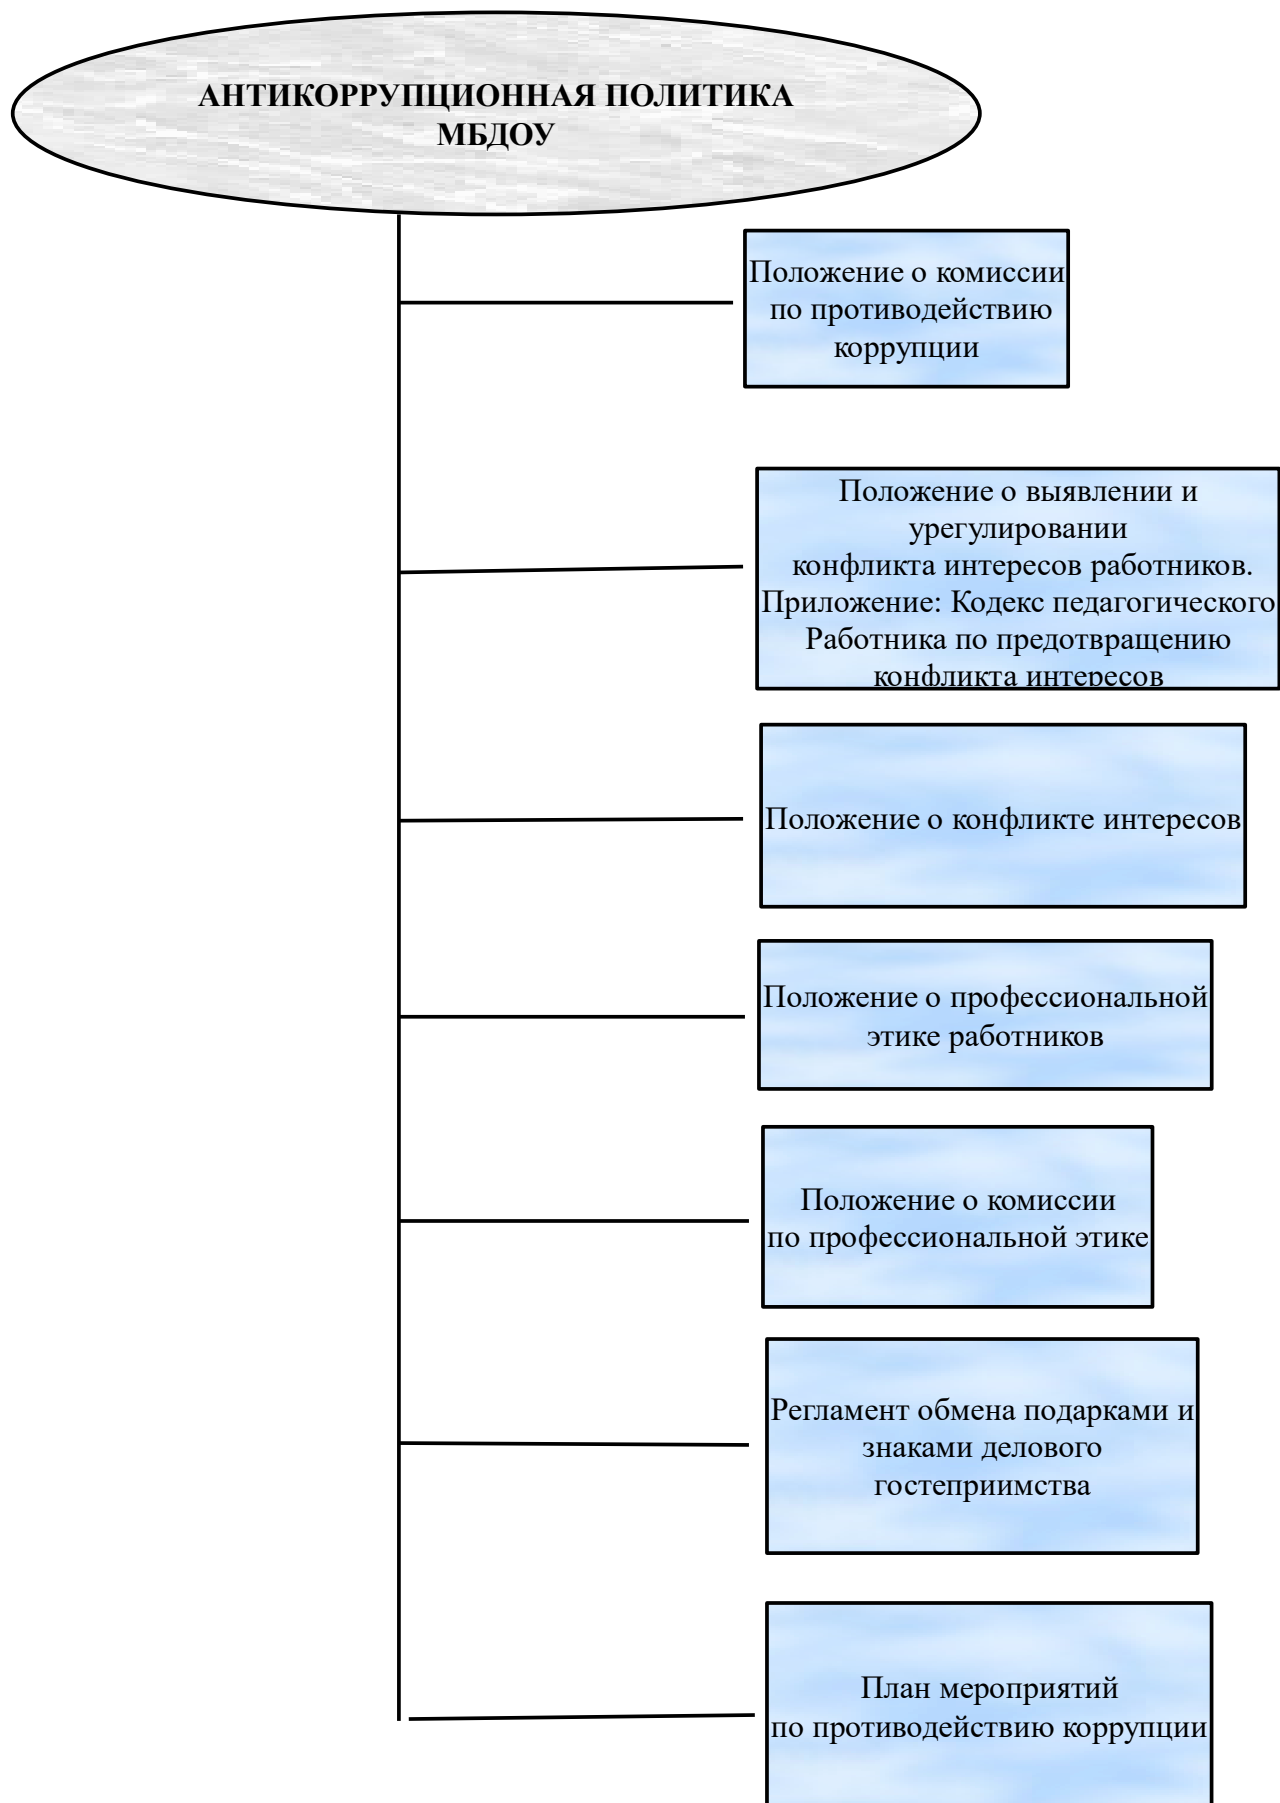 АНТИКОРРУПЦИОННАЯ ПОЛИТИКА
МБДОУ
Положение о комиссии
по противодействию
коррупции
Положение о выявлении и
урегулировании
конфликта интересов работников.
Приложение: Кодекс педагогического
Работника по предотвращению
конфликта интересов
Положение о конфликте интересов
Положение о профессиональной
этике работников
Положение о комиссии
по профессиональной этике
Регламент обмена подарками и
знаками делового
гостеприимства
План мероприятий
по противодействию коррупции